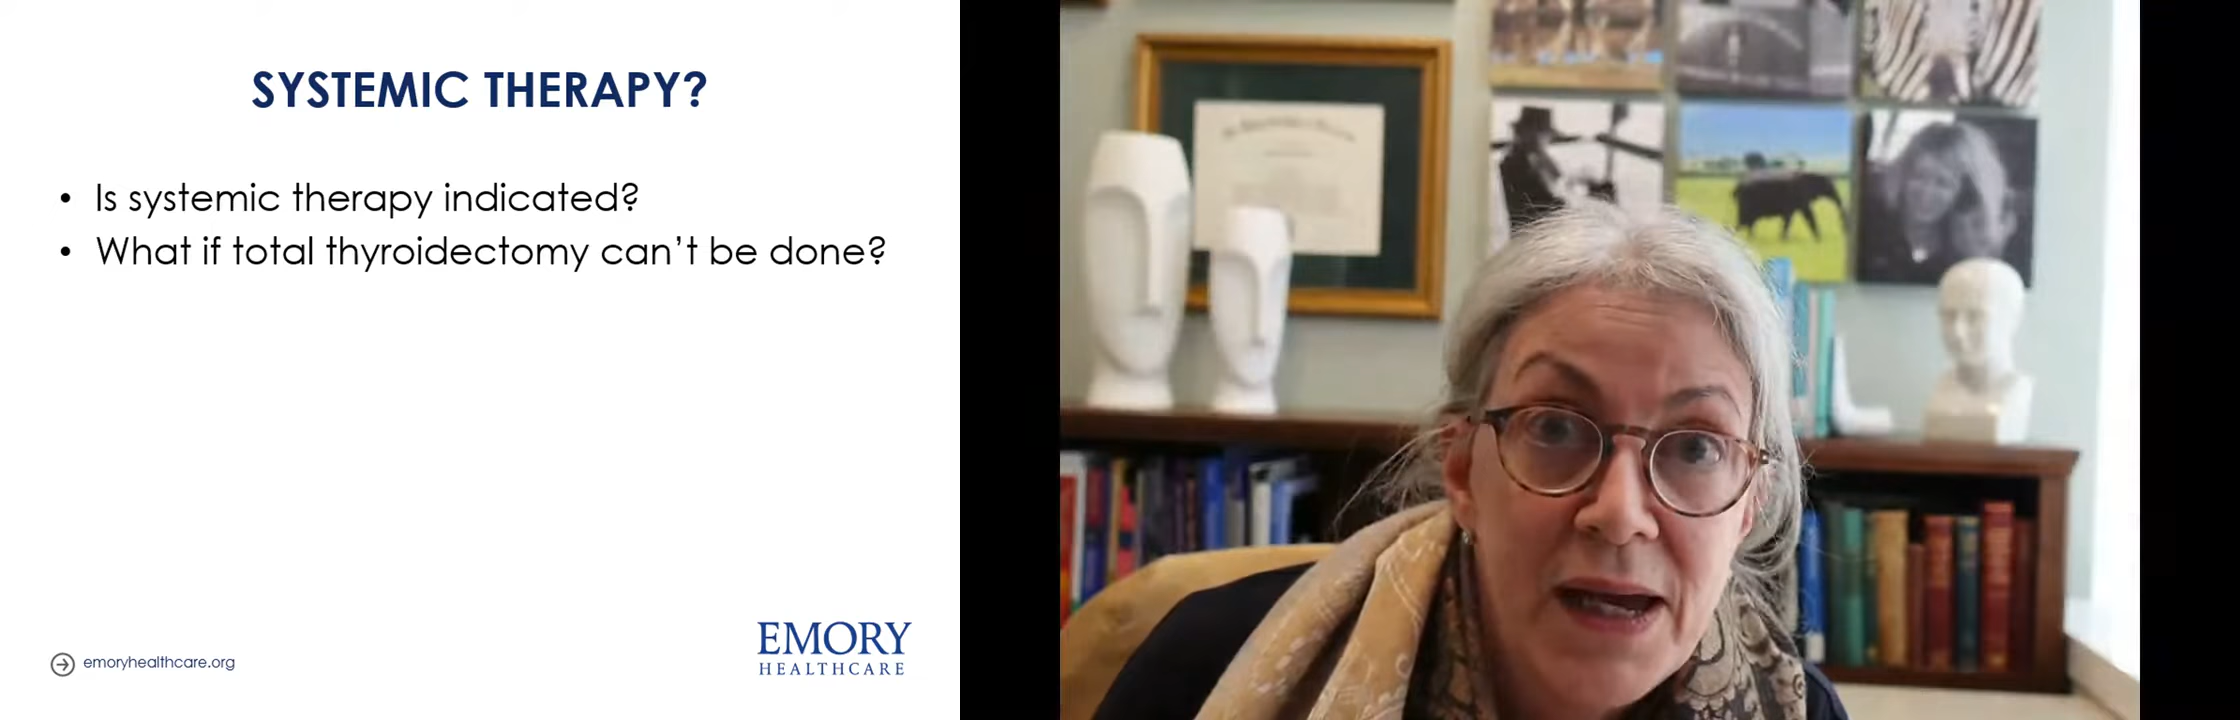 SYSTEMIC THERAPY?
• Is systemic therapy indicated?
• What if total thyroidectomy can't be done?
emoryhealthcare.org
EMORY
HEALTHCARE